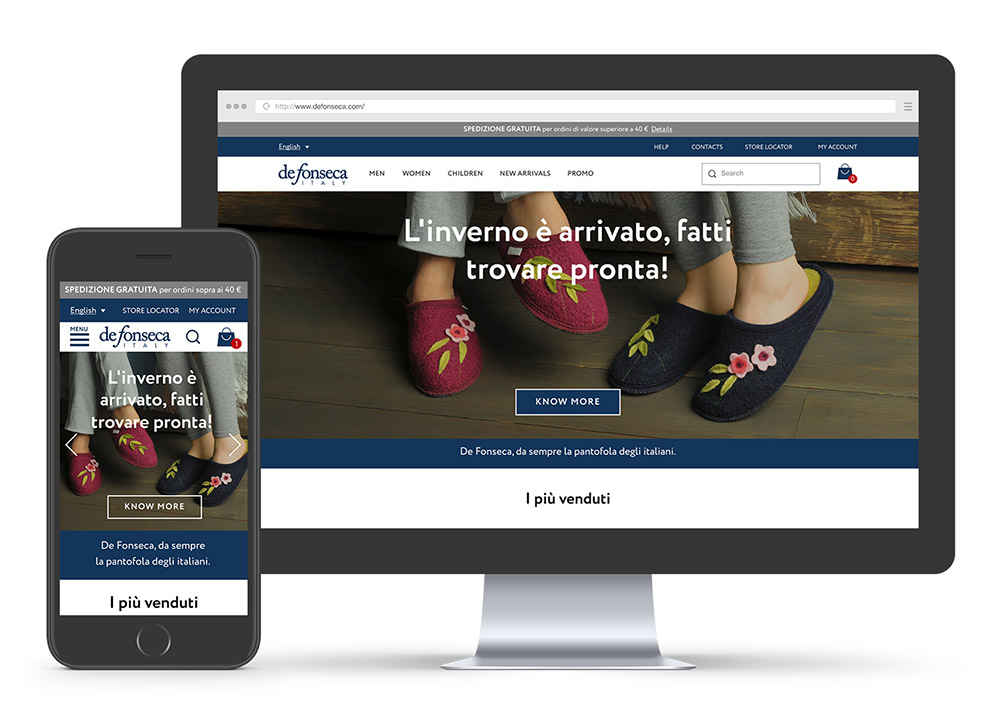 http://www.defonseca.com/
SPEDIZIONE GRATUITA per ordini di valore superiore a 40 € Details
English HELP CONTACTS STORE LOCATOR MY ACCOUNT
defonseca
ITALY
MEN WOMEN CHILDREN NEW ARRIVALS PROMO
Search
0
L'inverno è arrivato, fatti
trovare pronta!
KNOW MORE
De Fonseca, da sempre la pantofola degli italiani.
I più venduti
SPEDIZIONE GRATUITA per ordini sopra ai 40 €
English STORE LOCATOR MY ACCOUNT
MENU
defonseca
ITALY
1
L'inverno è
arrivato, fatti
trovare pronta!
KNOW MORE
De Fonseca, da sempre
la pantofola degli italiani.
I più venduti